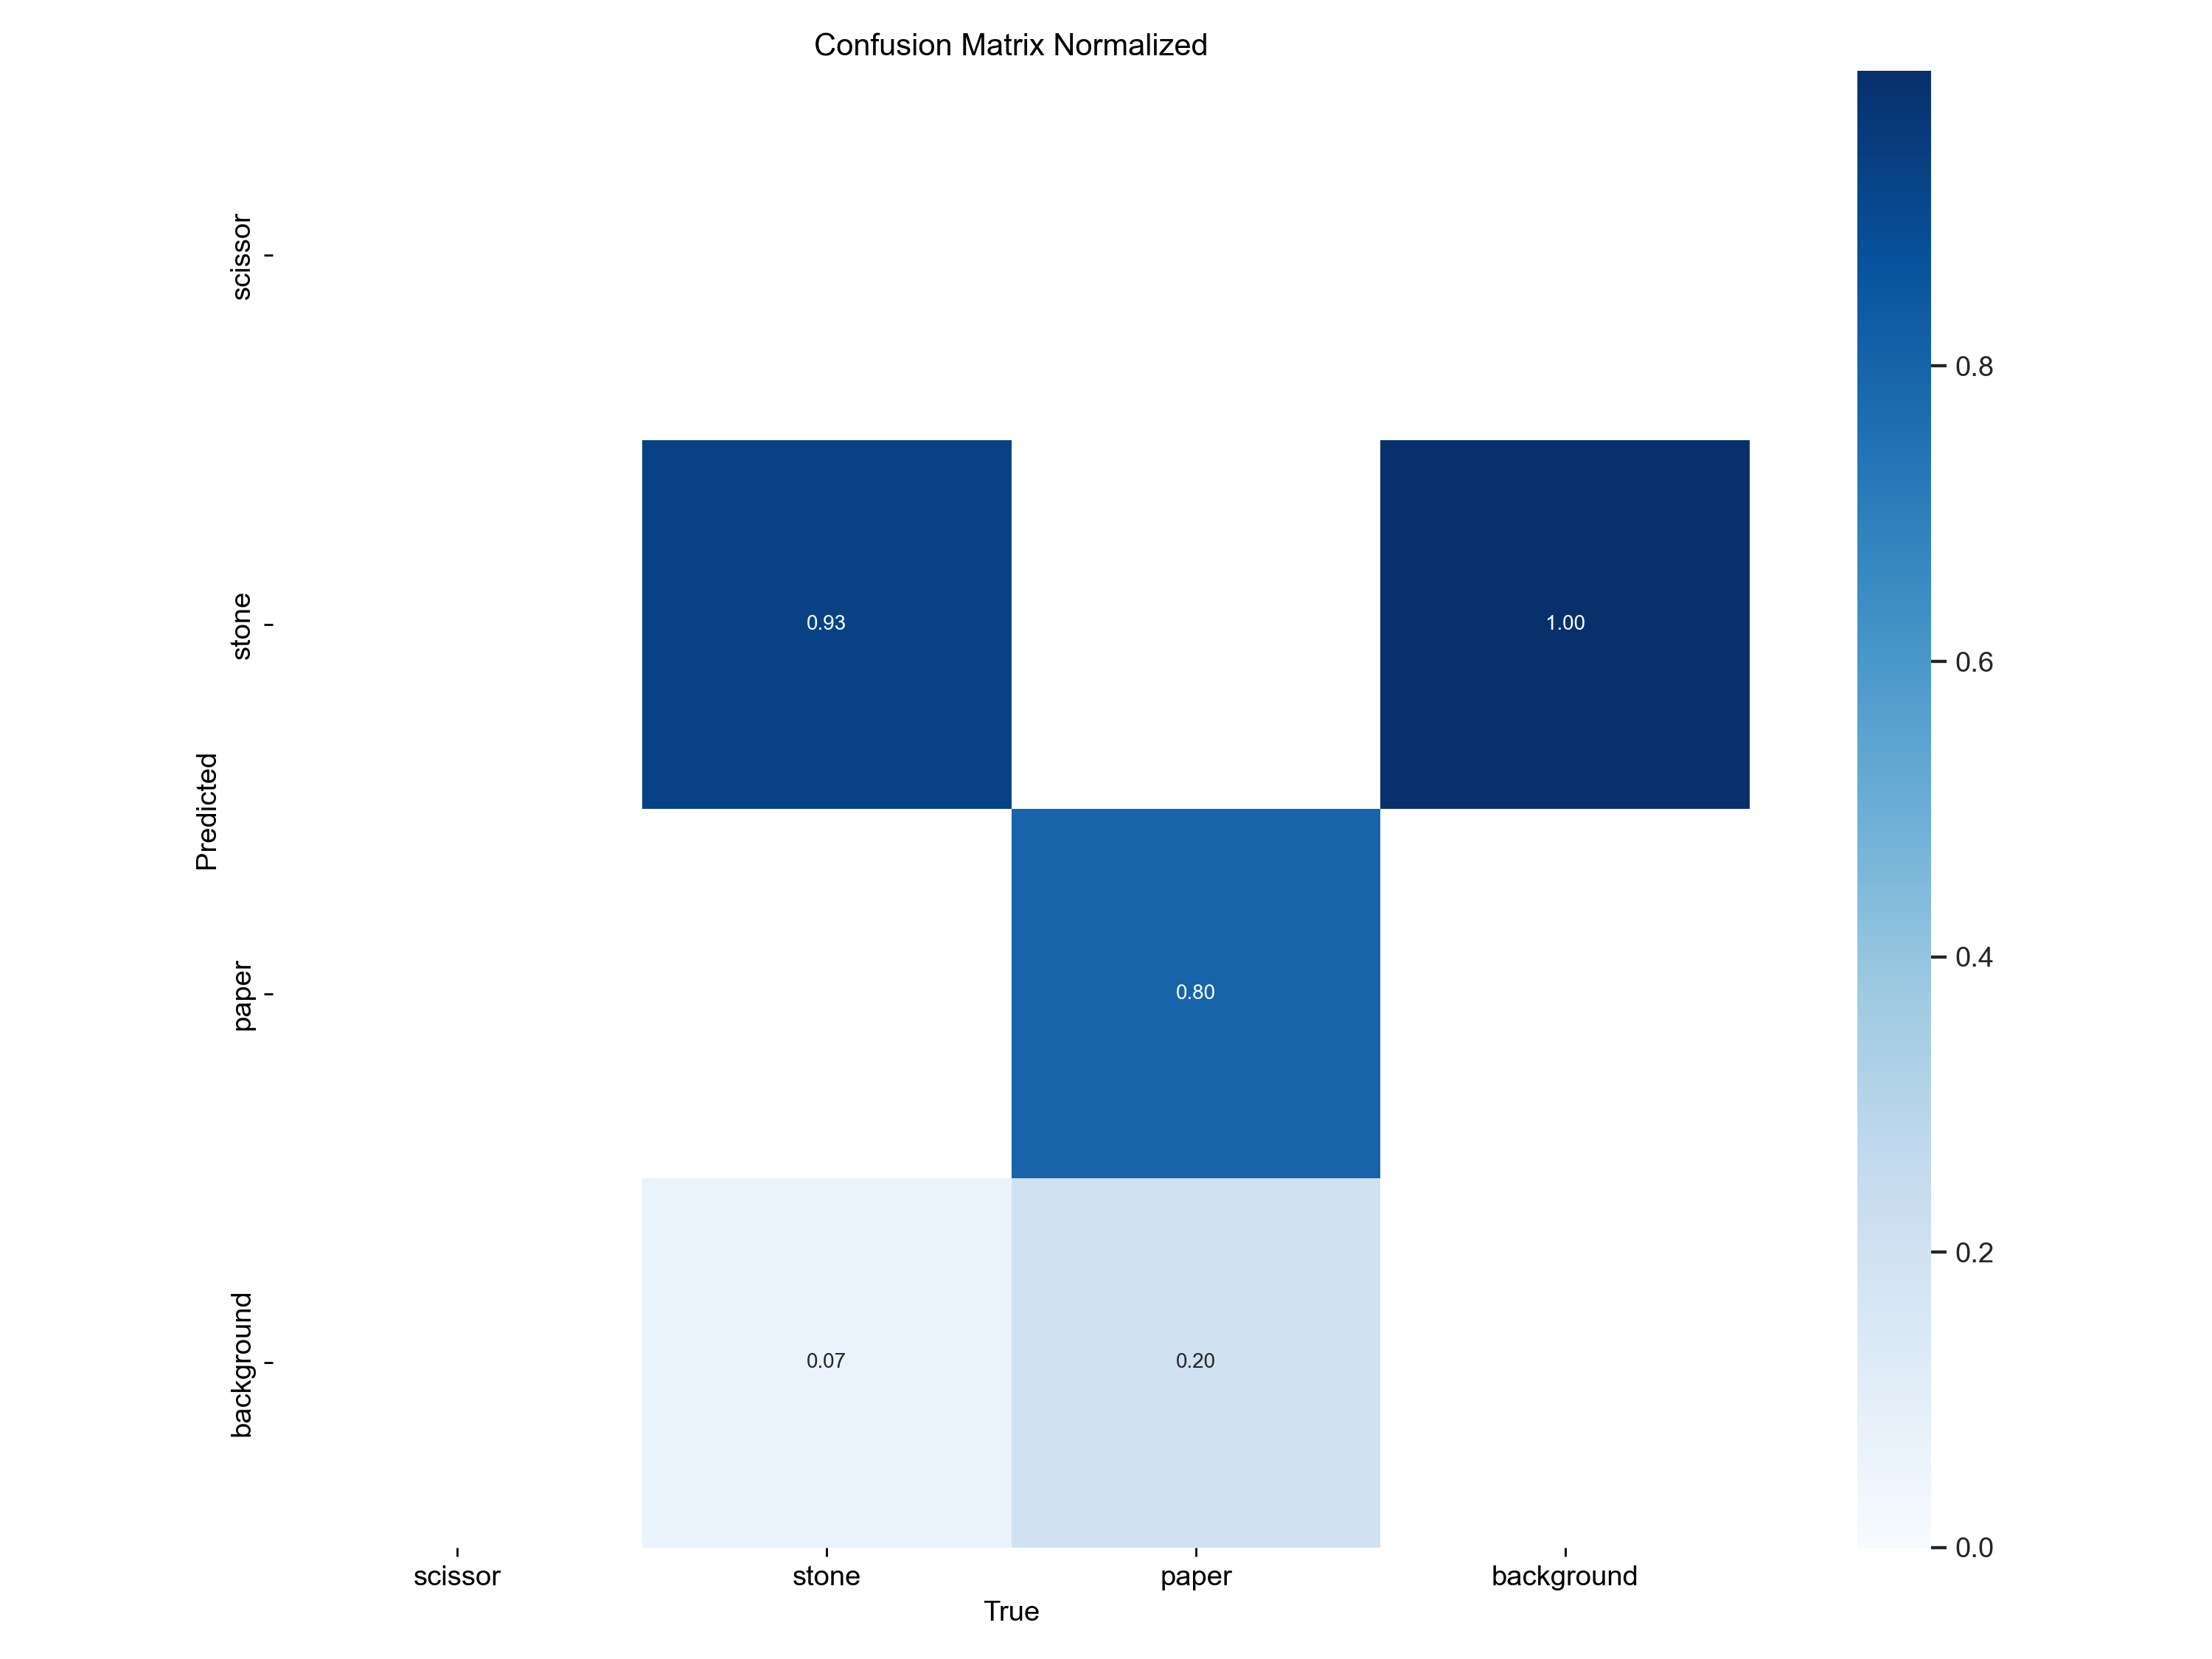 Confusion Matrix Normalized
scissor
stone
paper
background
Predicted
0.93
1.00
0.80
0.07
0.20
scissor
stone
paper
background
True
0.8
0.6
0.4
0.2
0.0